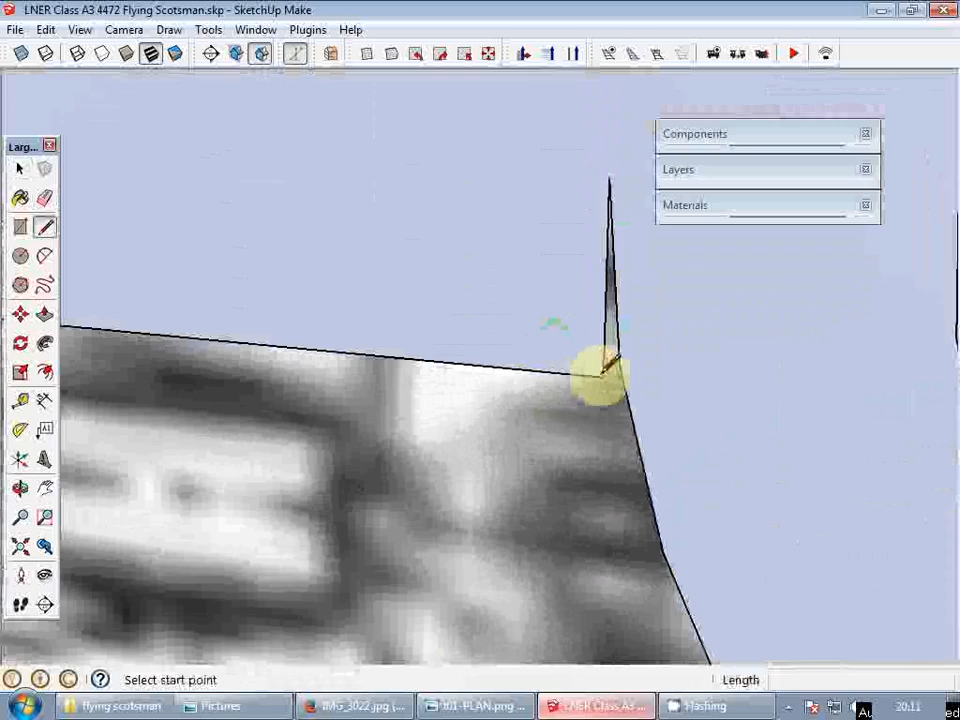 LNER Class A3 4472 Flying Scotsman.skp - SketchUp Make
File Edit View Camera Draw Tools Window Plugins Help
Larg...
Components
Layers
Materials
A1
Select start point
Length
flying scotsman
Pictures
IMG_3022.jpg (...
101-PLAN.png - ...
LNER Class A3 ...
Hashing
20:11